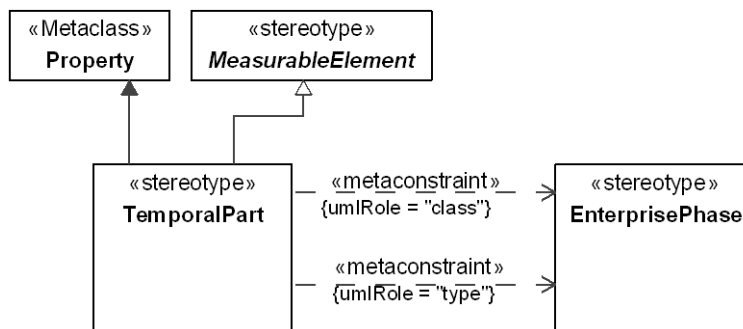 «Metaclass»
Property
«stereotype»
MeasurableElement
«stereotype»
TemporalPart
«metaconstraint»
{umlRole = "class"}
«metaconstraint»
{umlRole = "type"}
«stereotype»
EnterprisePhase